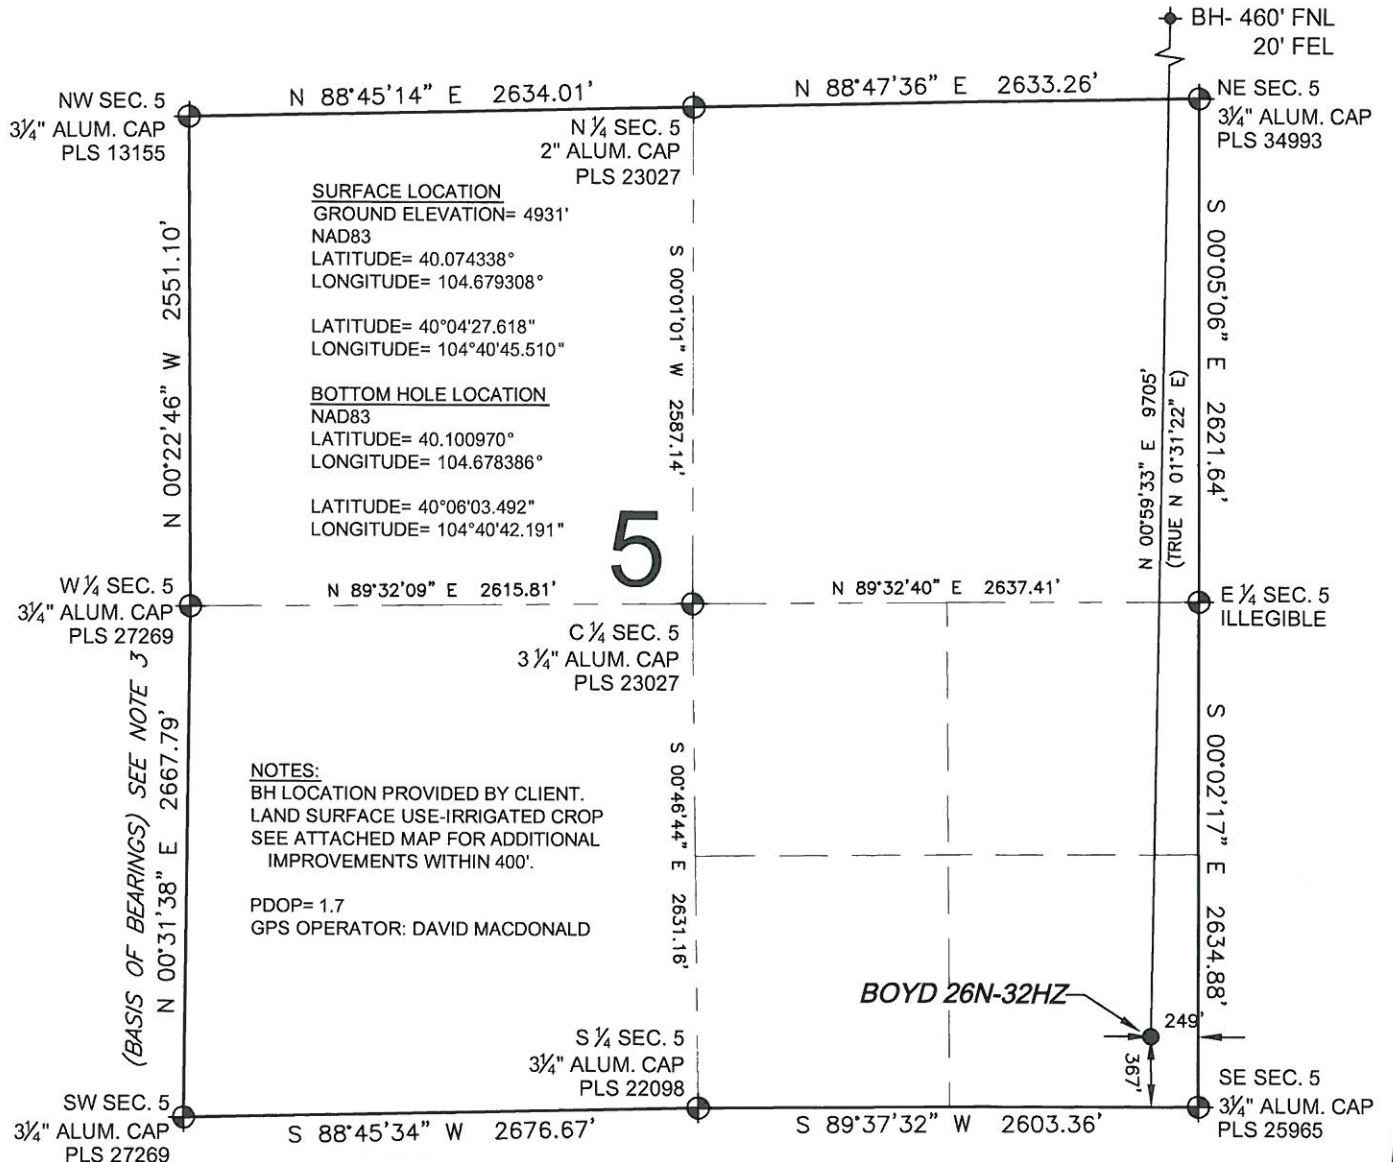 BH- 460' FNL
20' FEL
N 88°45'14" E 2634.01'
N 88°47'36" E 2633.26'
NW SEC. 5
3¼" ALUM. CAP
PLS 13155
N ¼ SEC. 5
2" ALUM. CAP
PLS 23027
NE SEC. 5
3¼" ALUM. CAP
PLS 34993
SURFACE LOCATION
GROUND ELEVATION= 4931'
NAD83
LATITUDE= 40.074338°
LONGITUDE= 104.679308°
LATITUDE= 40°04'27.618"
LONGITUDE= 104°40'45.510"
BOTTOM HOLE LOCATION
NAD83
LATITUDE= 40.100970°
LONGITUDE= 104.678386°
LATITUDE= 40°06'03.492"
LONGITUDE= 104°40'42.191"
N 00°22'46" W 2551.10'
S 00°01'01" W 2587.14'
N 00°59'33" E 9705'
(TRUE N 01°31'22" E)
S 00°05'06" E 2621.64'
5
W ¼ SEC. 5
3¼" ALUM. CAP
PLS 27269
N 89°32'09" E 2615.81'
N 89°32'40" E 2637.41'
E ¼ SEC. 5
ILLEGIBLE
C ¼ SEC. 5
3 ¼" ALUM. CAP
PLS 23027
(BASIS OF BEARINGS) SEE NOTE 3
N 00°31'38" E 2667.79'
NOTES:
BH LOCATION PROVIDED BY CLIENT.
LAND SURFACE USE-IRRIGATED CROP
SEE ATTACHED MAP FOR ADDITIONAL
IMPROVEMENTS WITHIN 400'.
PDOP= 1.7
GPS OPERATOR: DAVID MACDONALD
S 00°46'44" E 2631.16'
S 00°02'17" E 2634.88'
BOYD 26N-32HZ
249'
367'
S ¼ SEC. 5
3¼" ALUM. CAP
PLS 22098
SE SEC. 5
3¼" ALUM. CAP
PLS 25965
SW SEC. 5
3¼" ALUM. CAP
PLS 27269
S 88°45'34" W 2676.67'
S 89°37'32" W 2603.36'